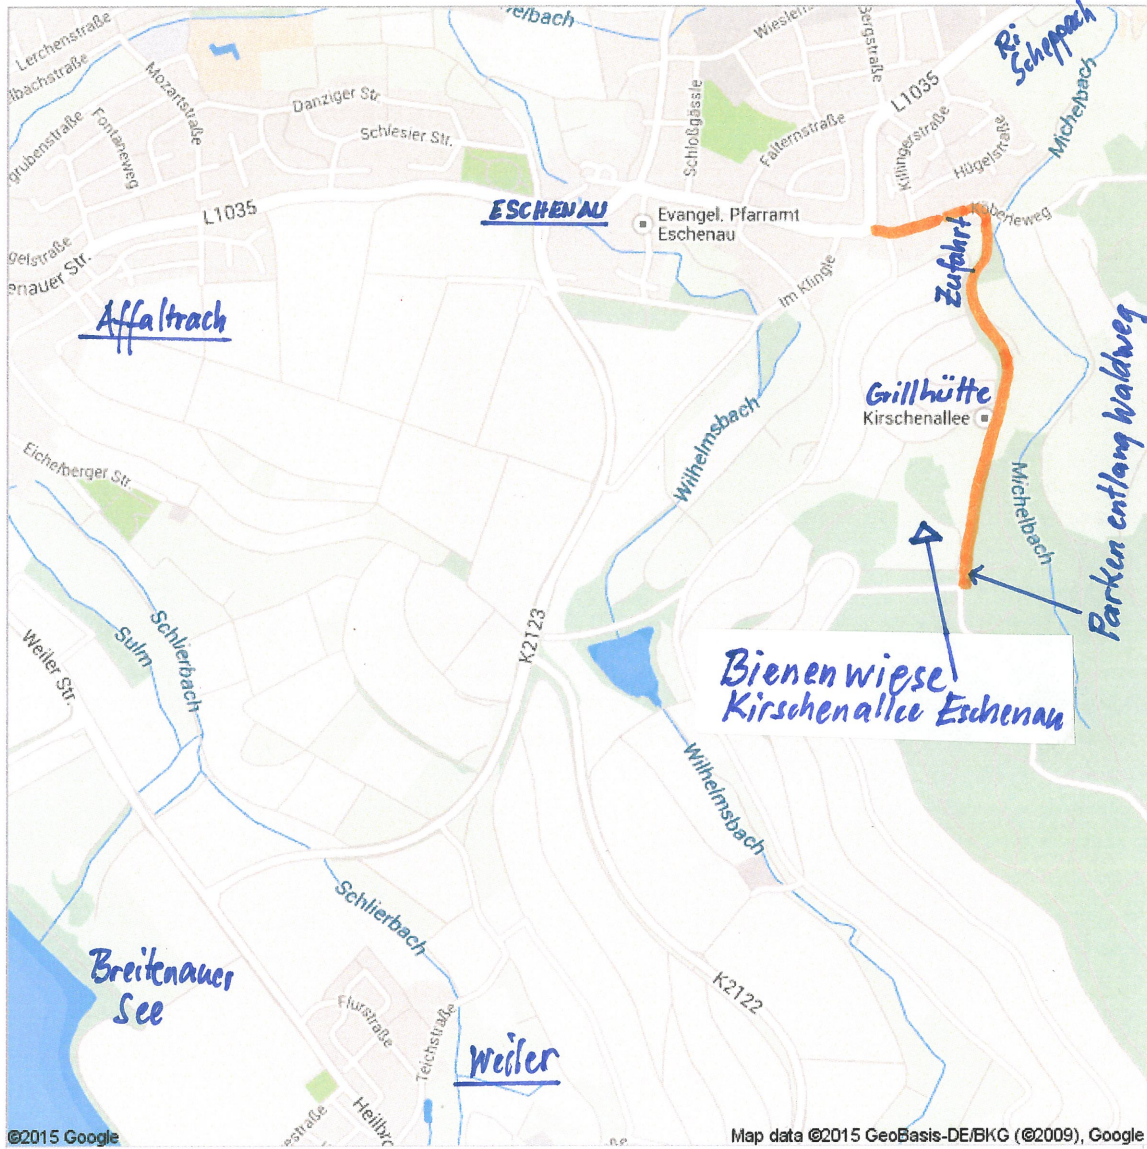 Lerchenstraße
Mozartstraße
Fontaneweg
Danziger Str.
Schlesier Str.
L1035
Schloßgässle
Fälternstraße
Bergstraße
L1035
Killingerstraße
Hügelstraße
Ri
Scheppach
Michelbach
ESCHENAU
Evangel. Pfarramt
Eschenau
Im Klingle
Zufahrt
Affaltrach
Grillhütte
Kirschenallee
Parken entlang Waldweg
Eichelberger Str.
Wilhelmsbach
Michelbach
K2123
Schlierbach
Sulm
Weiler Str.
Bienenwiese
Kirschenallee Eschenau
Wilhelmsbach
Schlierbach
Breitenauer
See
K2122
Flurstraße
Teichstraße
Weiler
©2015 Google
Map data ©2015 GeoBasis-DE/BKG (©2009), Google